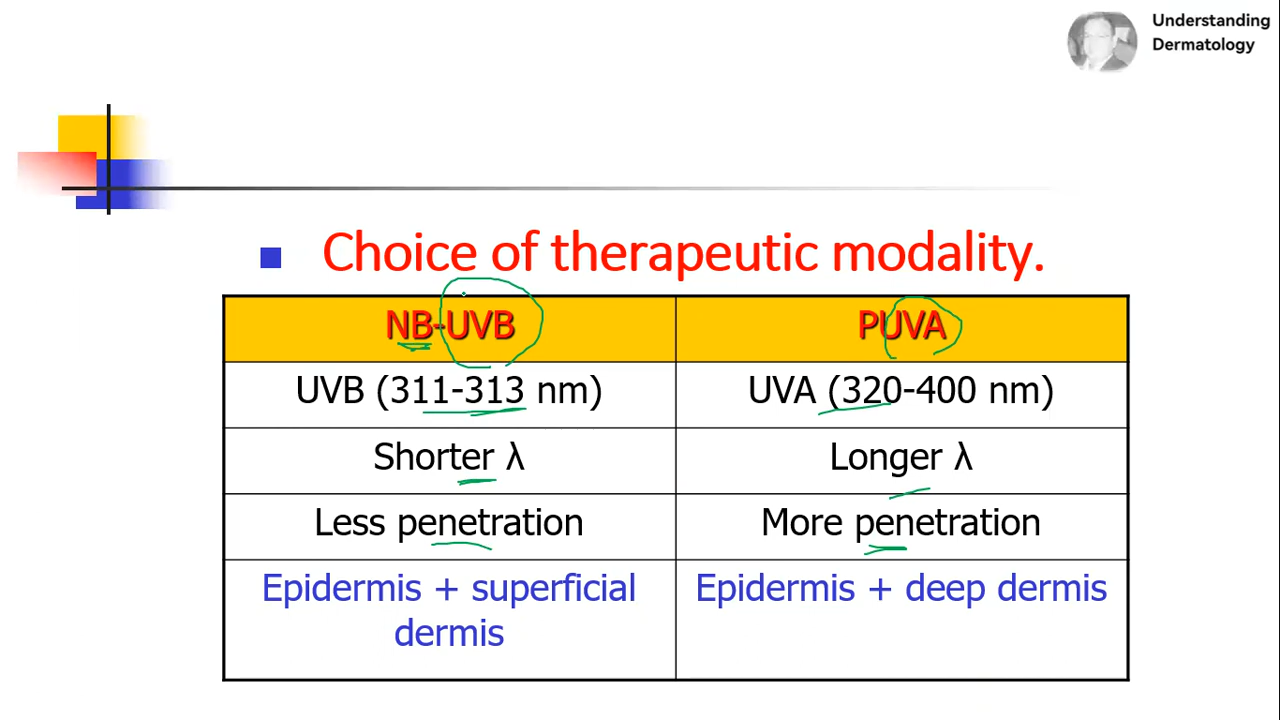 Understanding
Dermatology
Choice of therapeutic modality.
NB-UVB
PUVA
UVB (311-313 nm)
UVA (320-400 nm)
Shorter λ
Longer λ
Less penetration
More penetration
Epidermis + superficial
dermis
Epidermis + deep dermis